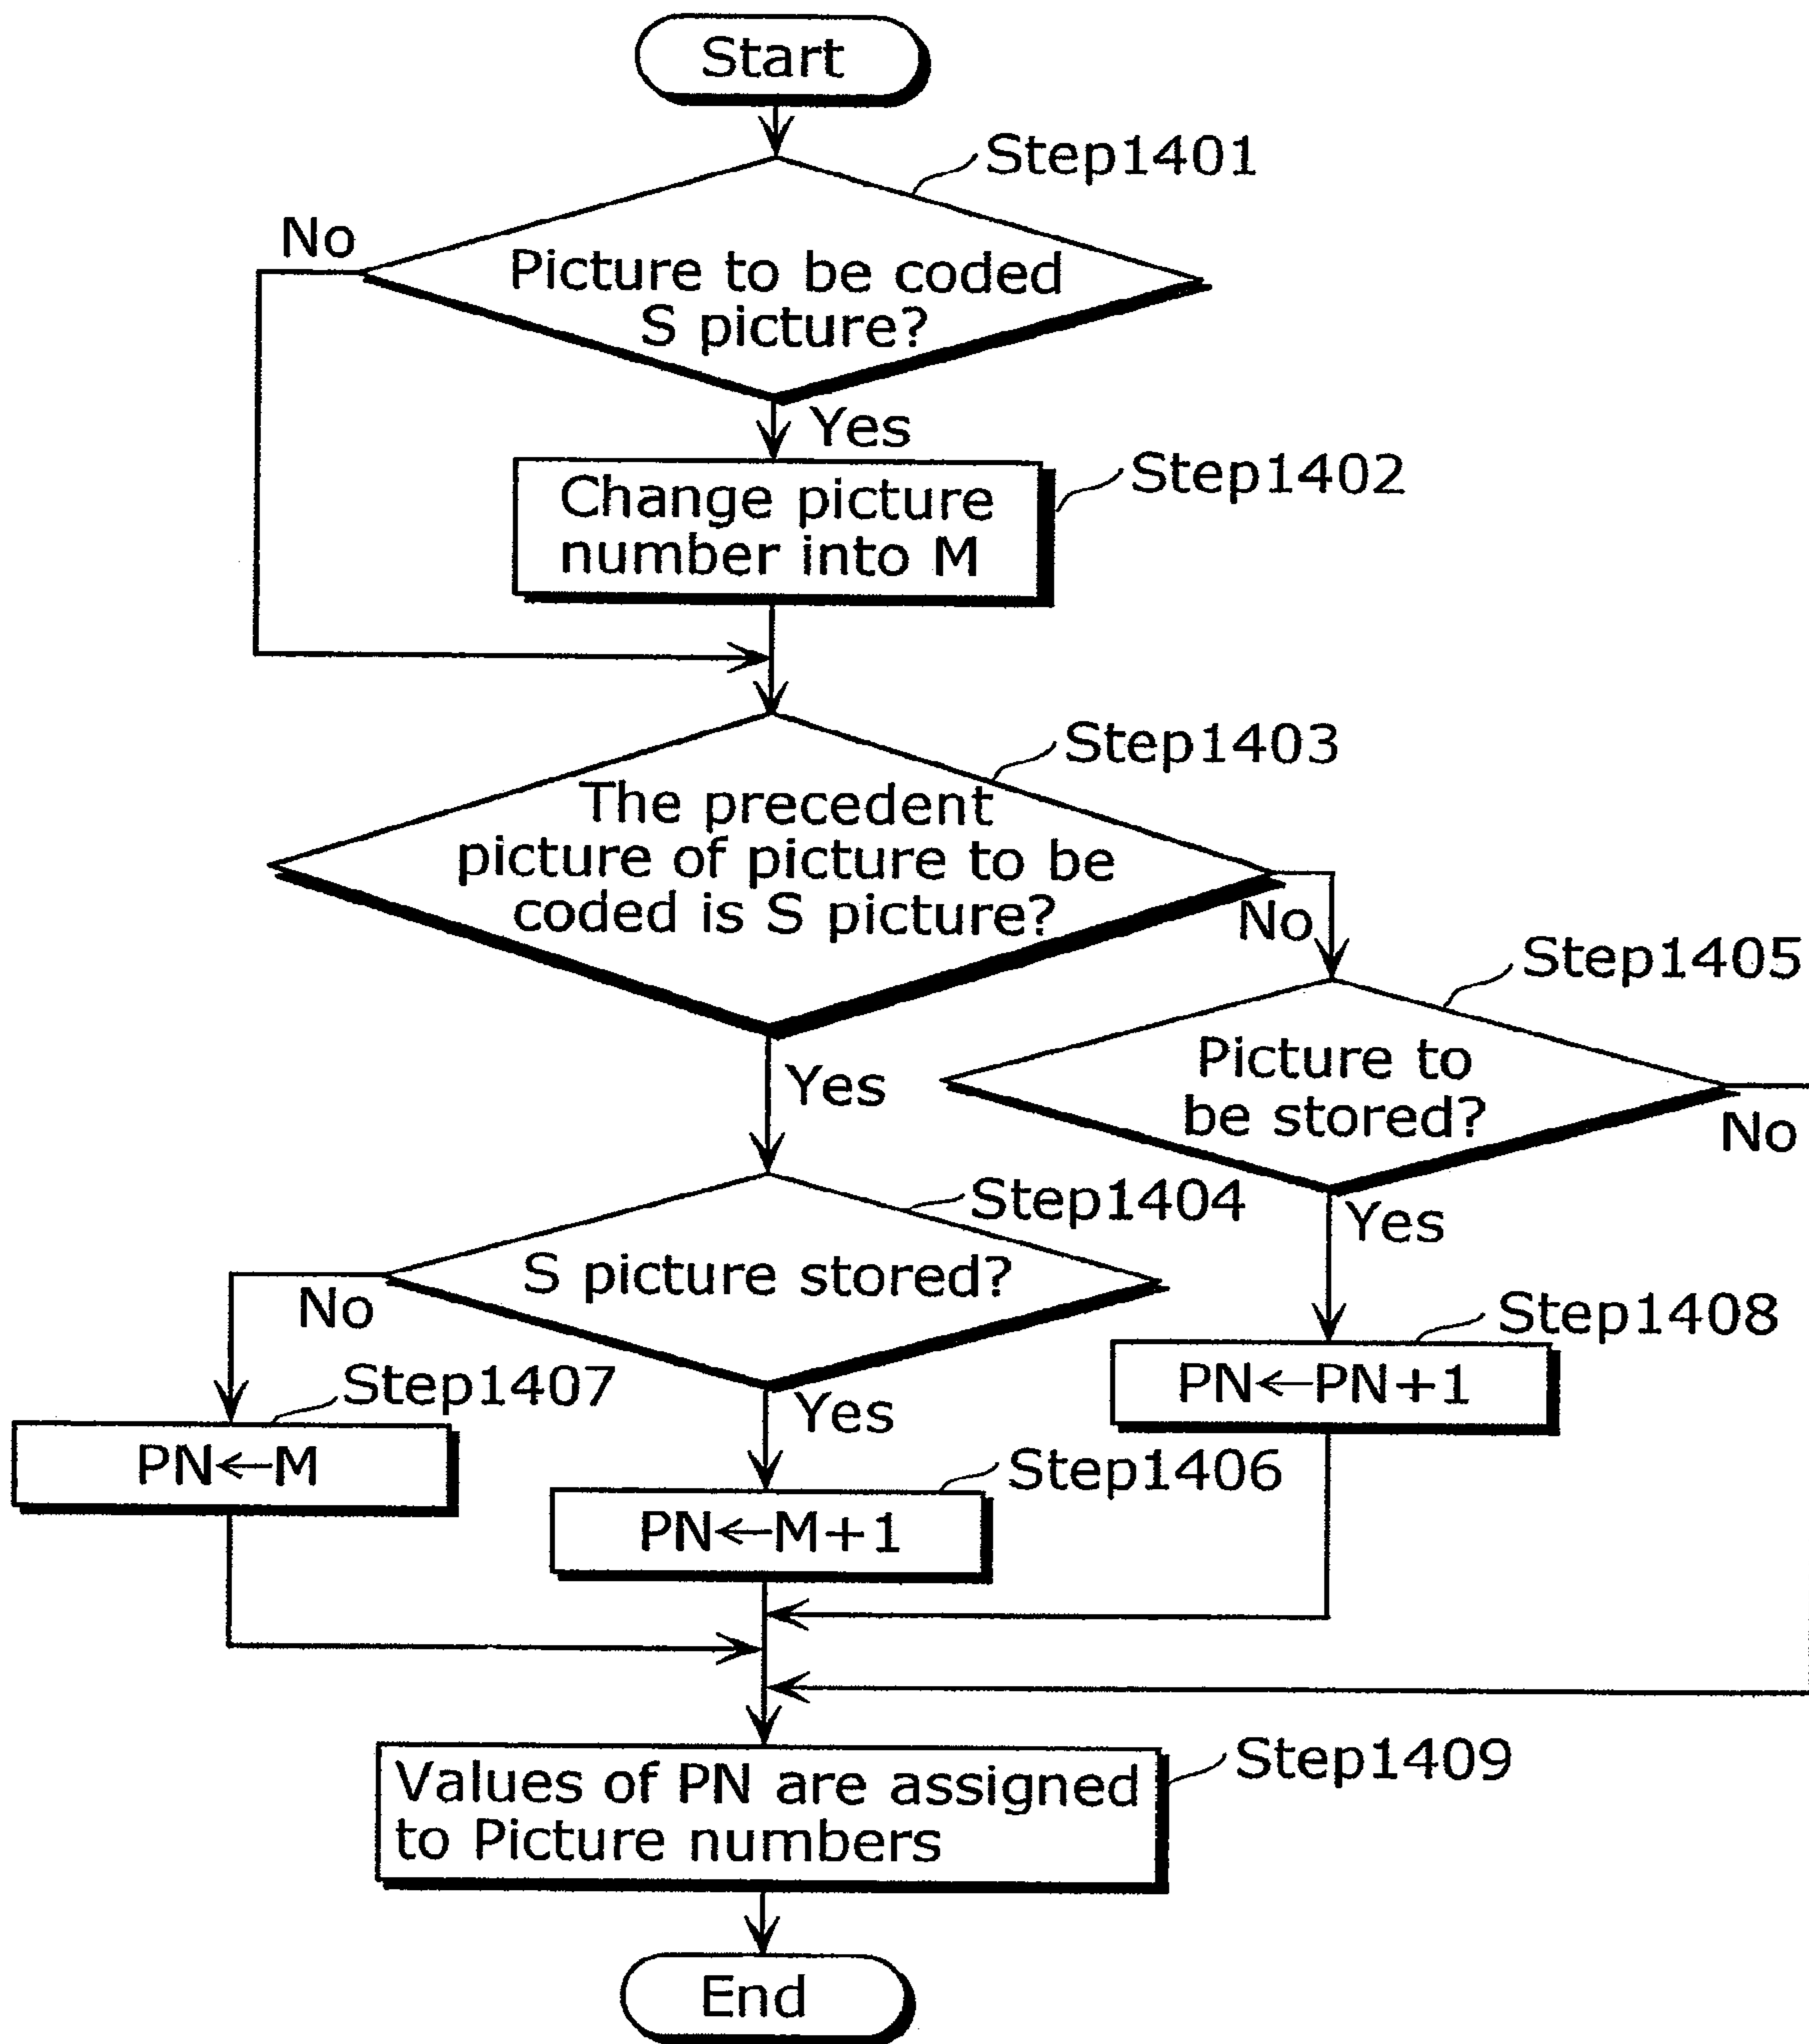 Start
Step1401
No
Picture to be coded
S picture?
Yes
Step1402
Change picture
number into M
Step1403
The precedent
picture of picture to be
coded is S picture?
No
Step1405
Yes
Picture to
be stored?
No
Step1404
Yes
S picture stored?
No
Step1408
Step1407
PN←PN+1
Yes
PN←M
Step1406
PN←M+1
Step1409
Values of PN are assigned
to Picture numbers
End